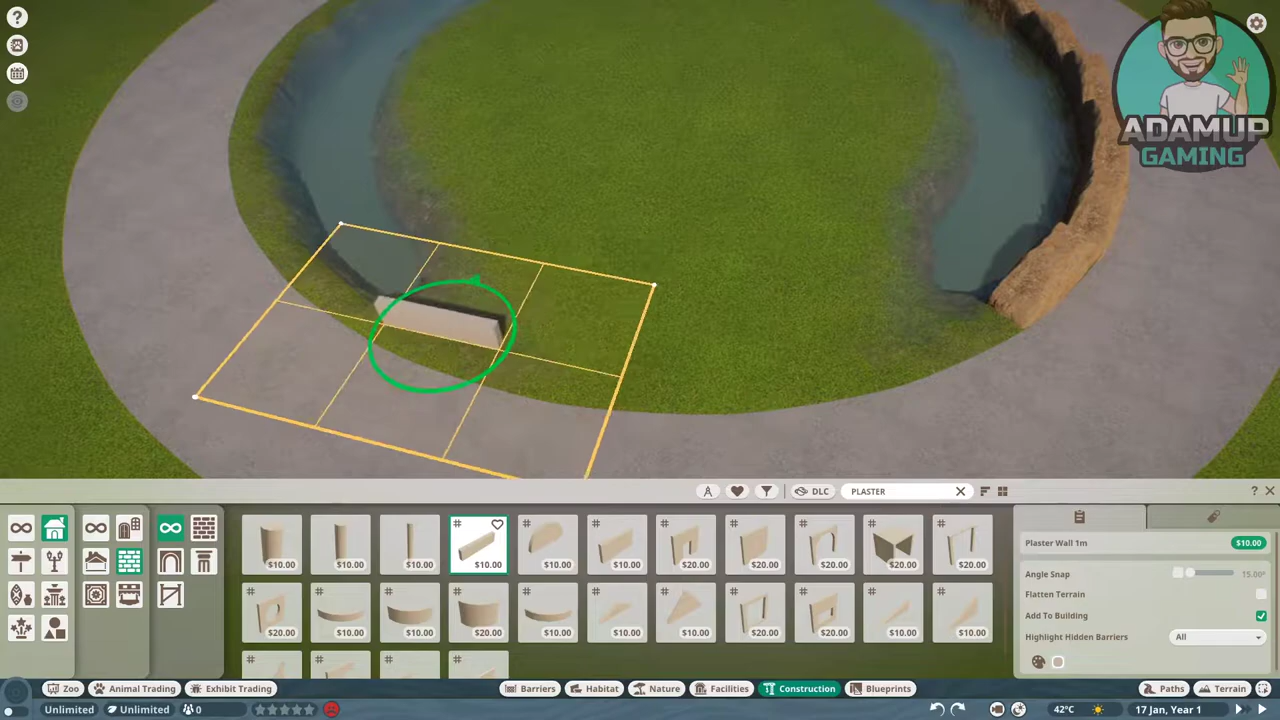 ADAMUP
GAMING
DLC
PLASTER
?
$10.00 $10.00 $10.00 $10.00 $10.00 $10.00 $20.00 $20.00 $20.00 $20.00 $20.00
$20.00 $10.00 $10.00 $20.00 $10.00 $10.00 $10.00 $20.00 $20.00 $10.00 $10.00
Plaster Wall 1m $10.00
Angle Snap 15.00°
Flatten Terrain
Add To Building
Highlight Hidden Barriers All
Zoo Animal Trading Exhibit Trading Barriers Habitat Nature Facilities Construction Blueprints Paths Terrain
Unlimited Unlimited 0 42°C 17 Jan, Year 1